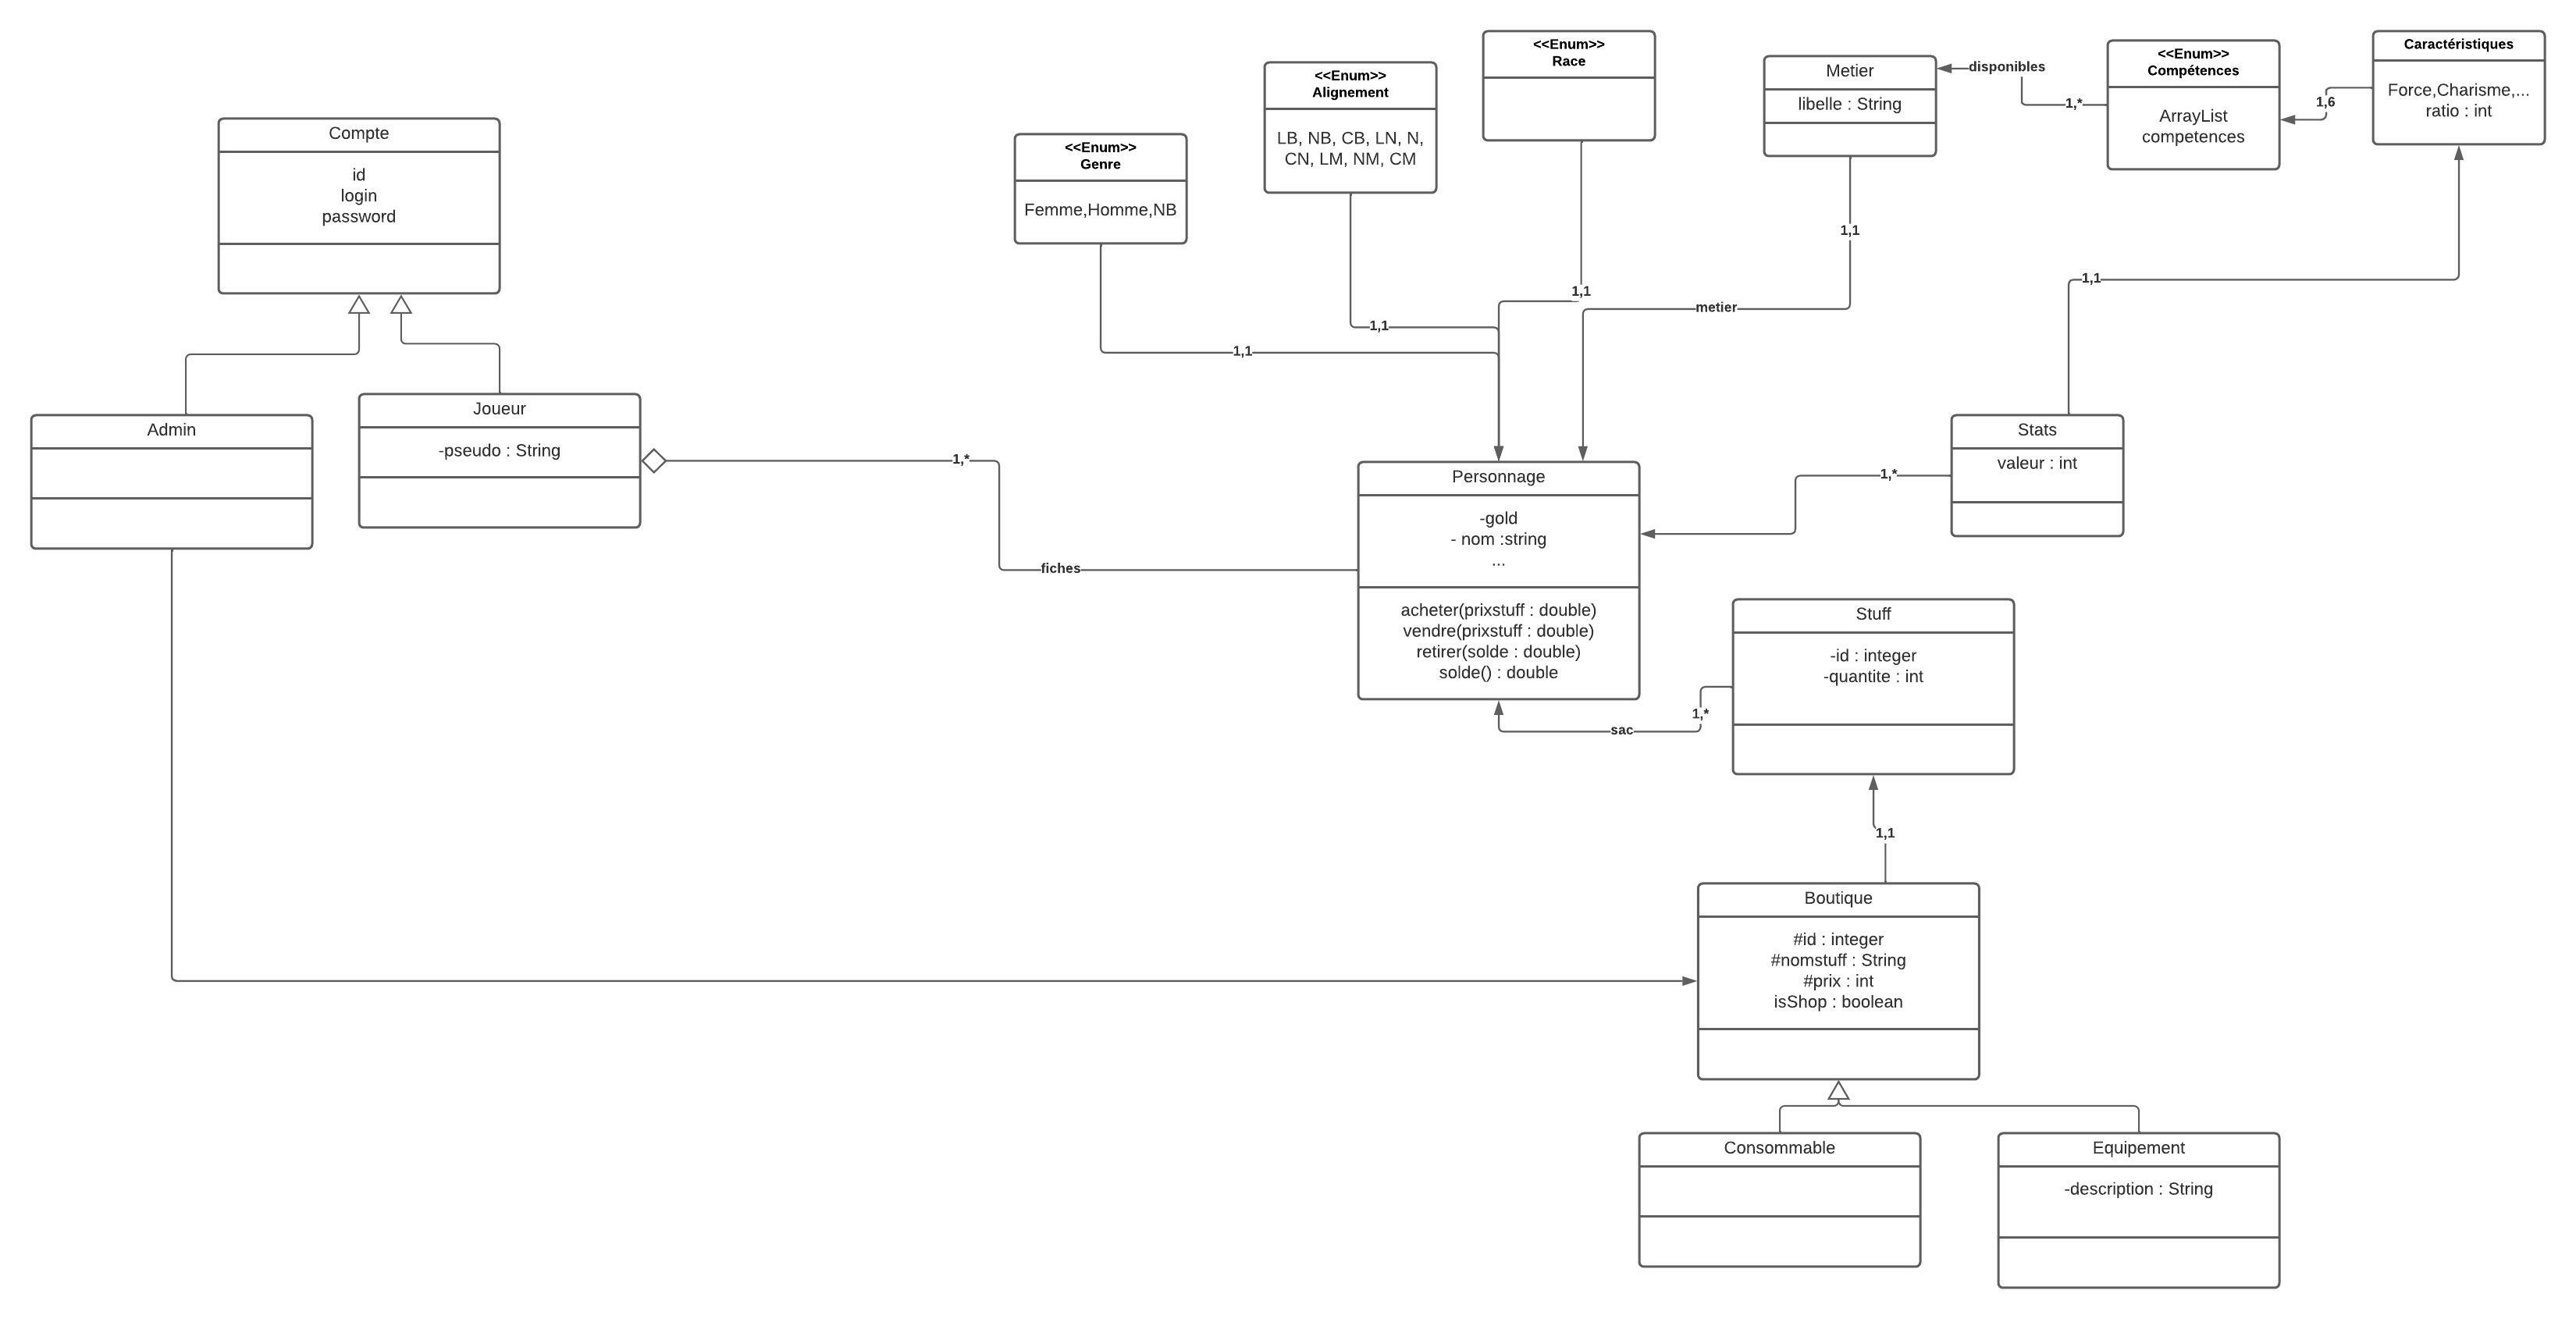 <<Enum>>
Race
<<Enum>>
Compétences
Caractéristiques
Force,Charisme,...
ratio : int
1,6
ArrayList
competences
disponibles
1,*
Metier
libelle : String
<<Enum>>
Alignement
LB, NB, CB, LN, N,
CN, LM, NM, CM
<<Enum>>
Genre
Femme,Homme,NB
Compte
id
login
password
1,1
1,1
1,1
metier
1,1
1,1
1,1
Admin
Joueur
-pseudo : String
1,*
fiches
Personnage
-gold
- nom :string
...
acheter(prixstuff : double)
vendre(prixstuff : double)
retirer(solde : double)
solde() : double
1,*
Stats
valeur : int
Stuff
-id : integer
-quantite : int
1,*
sac
1,1
Boutique
#id : integer
#nomstuff : String
#prix : int
isShop : boolean
Consommable
Equipement
-description : String